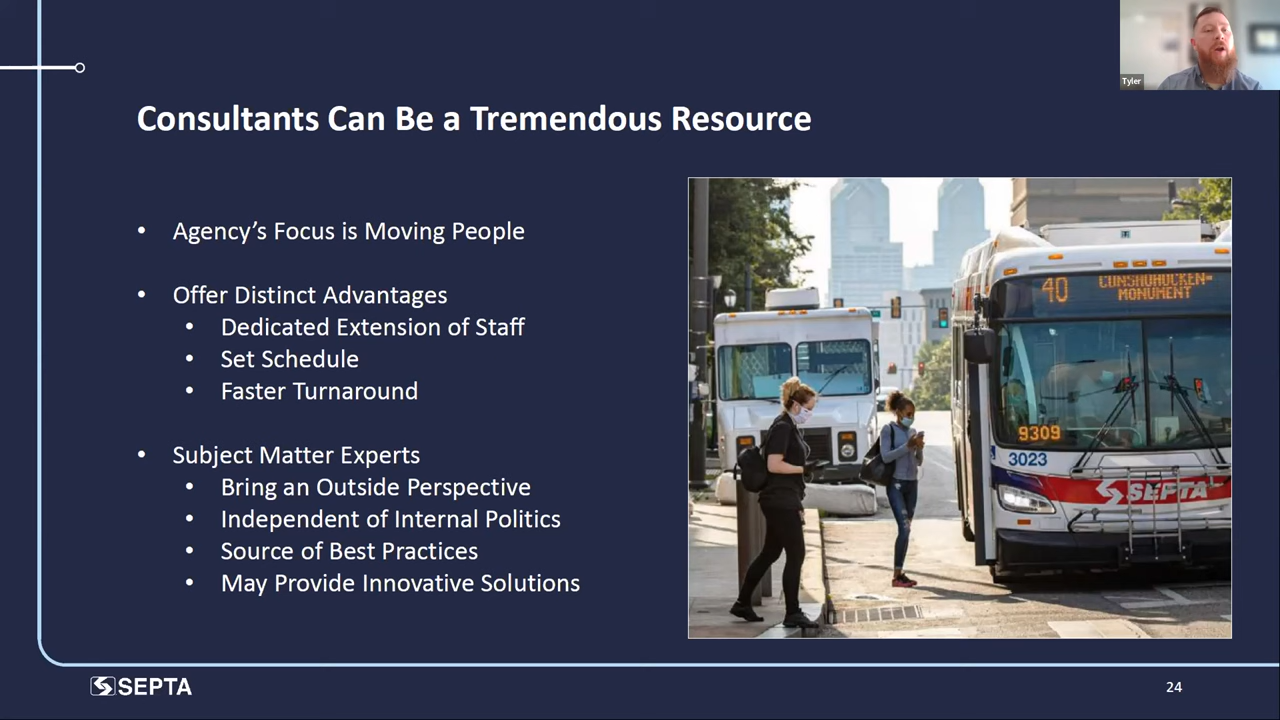 Tyler
Consultants Can Be a Tremendous Resource
• Agency's Focus is Moving People
• Offer Distinct Advantages
• Dedicated Extension of Staff
• Set Schedule
• Faster Turnaround
• Subject Matter Experts
• Bring an Outside Perspective
• Independent of Internal Politics
• Source of Best Practices
• May Provide Innovative Solutions
40 CONSHOHOCKEN-
MONUMENT
9309
3023
SEPTA
SEPTA
24